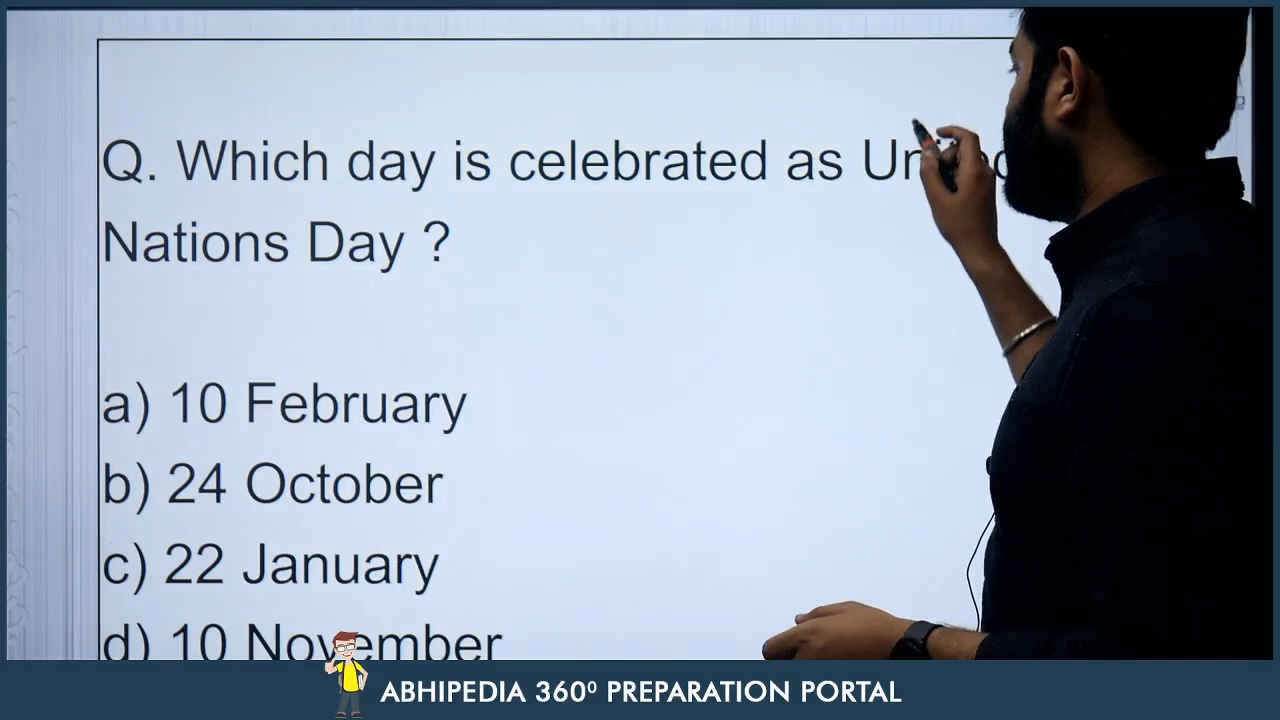 Q. Which day is celebrated as United
Nations Day ?
a) 10 February
b) 24 October
c) 22 January
d) 10 November
ABHIPEDIA 360⁰ PREPARATION PORTAL